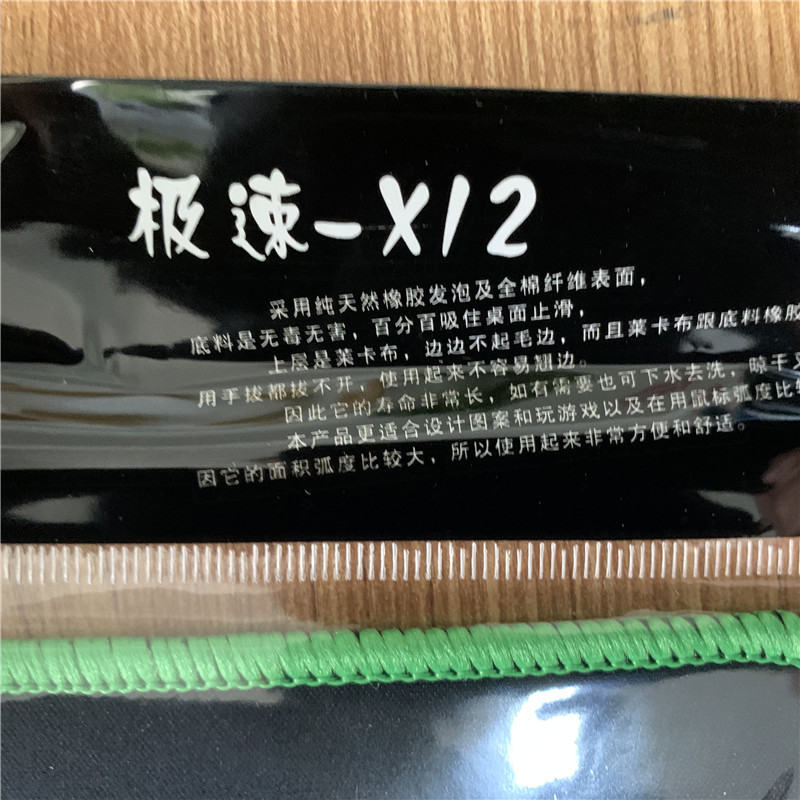 极速-X12
采用纯天然橡胶发泡及全棉纤维表面，
底料是无毒无害，百分百吸住桌面止滑，
上层是莱卡布，边边不起毛边，而且莱卡布跟底料橡胶
用手拔都拔不开，使用起来不容易翘边。
因此它的寿命非常长，如有需要也可下水去洗，晾干又
本产品更适合设计图案和玩游戏以及在用鼠标弧度比较
因它的面积弧度比较大，所以使用起来非常方便和舒适。